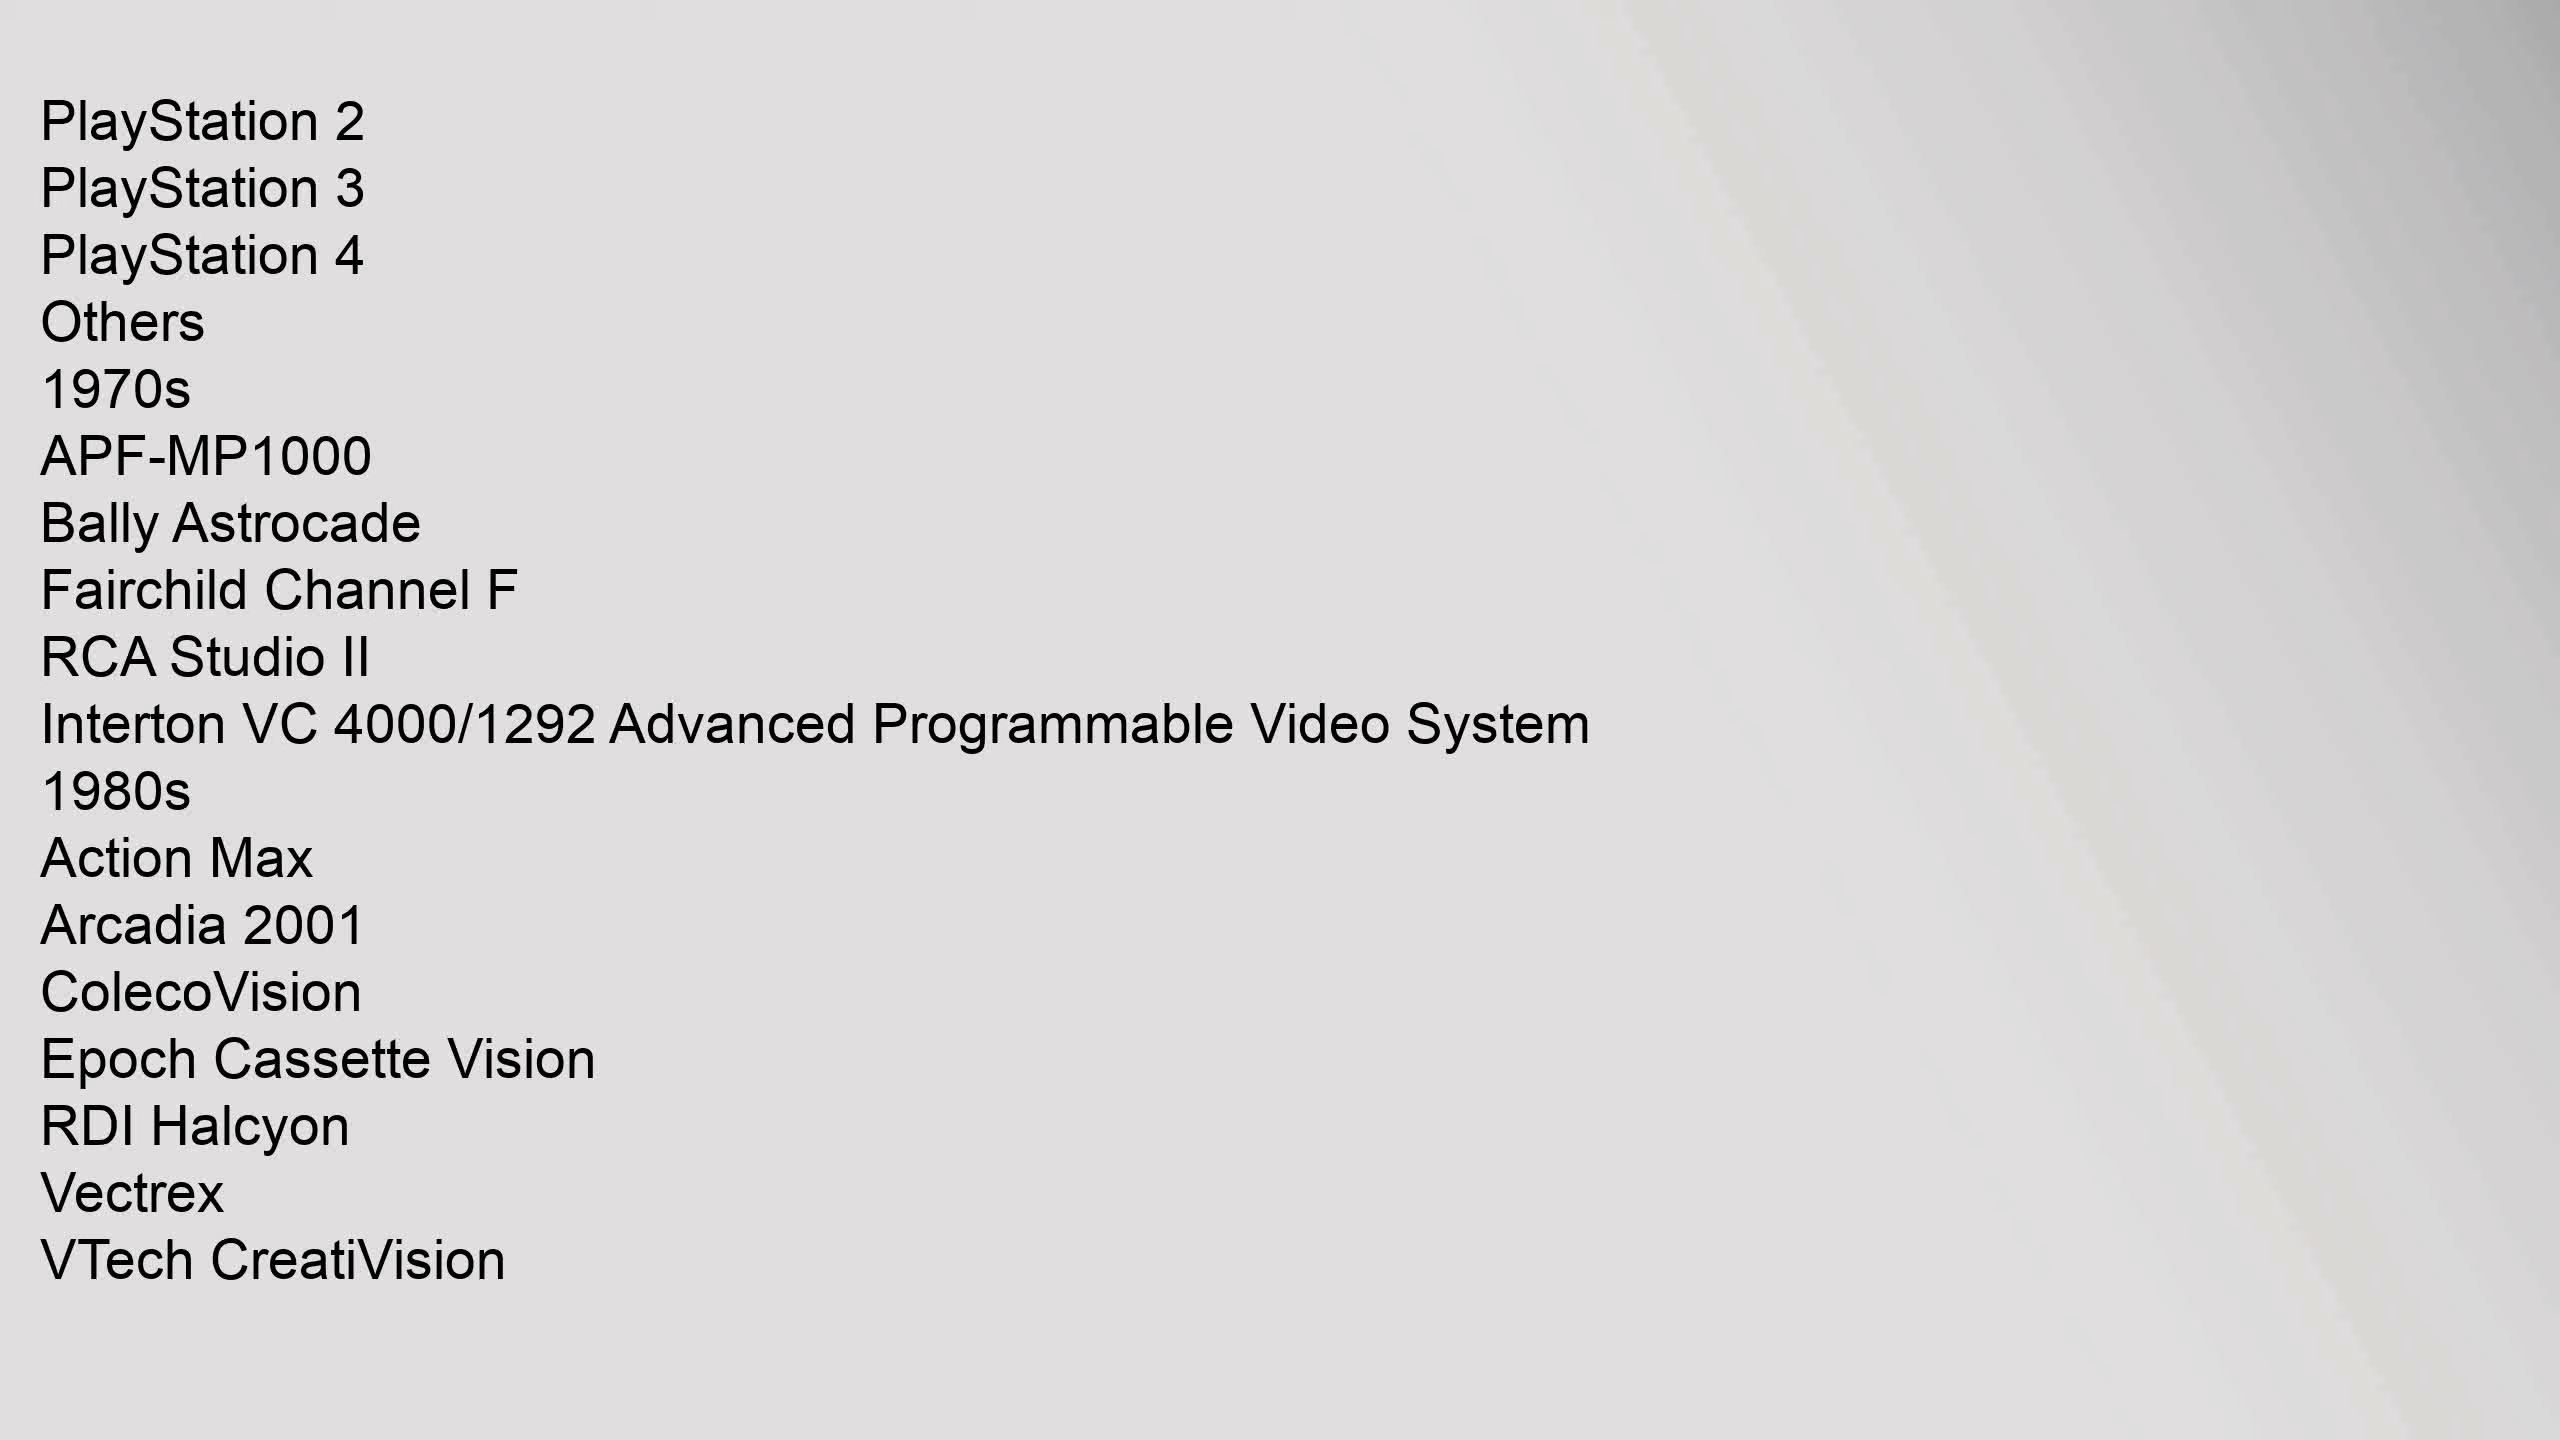 PlayStation 2
PlayStation 3
PlayStation 4
Others
1970s
APF-MP1000
Bally Astrocade
Fairchild Channel F
RCA Studio II
Interton VC 4000/1292 Advanced Programmable Video System
1980s
Action Max
Arcadia 2001
ColecoVision
Epoch Cassette Vision
RDI Halcyon
Vectrex
VTech CreatiVision